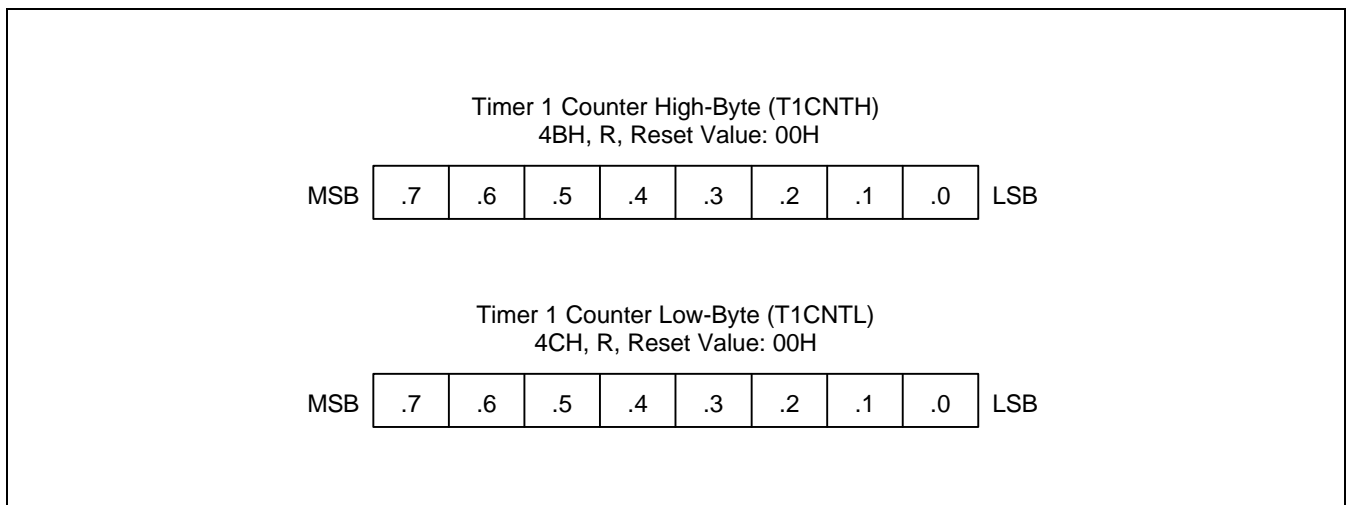 Timer 1 Counter High-Byte (T1CNTH)
4BH, R, Reset Value: 00H
MSB .7 .6 .5 .4 .3 .2 .1 .0 LSB
Timer 1 Counter Low-Byte (T1CNTL)
4CH, R, Reset Value: 00H
MSB .7 .6 .5 .4 .3 .2 .1 .0 LSB